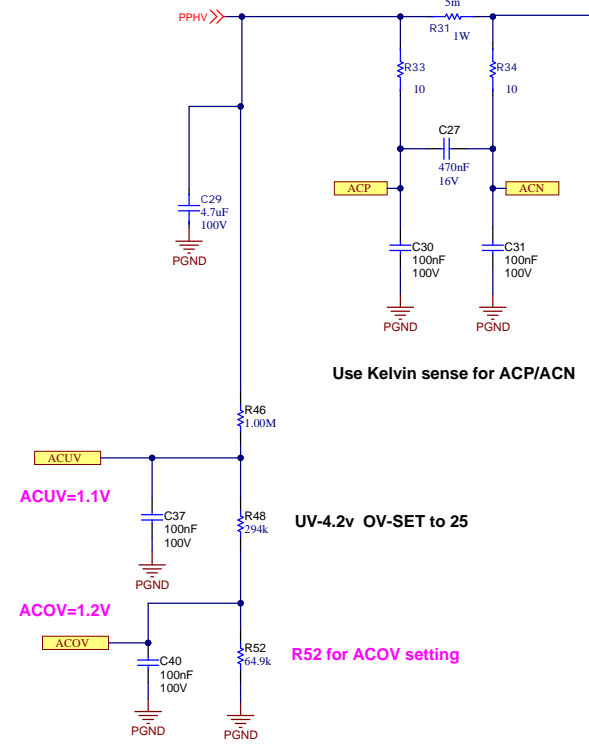 5m
PPHV
R31
1W
R33
10
R34
10
C27
470nF
16V
ACP
ACN
C29
4.7uF
100V
PGND
C30
100nF
100V
C31
100nF
100V
PGND
PGND
Use Kelvin sense for ACP/ACN
R46
1.00M
ACUV
ACUV=1.1V
C37
100nF
100V
R48
294k
UV-4.2v OV-SET to 25
PGND
ACOV=1.2V
ACOV
C40
100nF
100V
R52
64.9k
R52 for ACOV setting
PGND
PGND